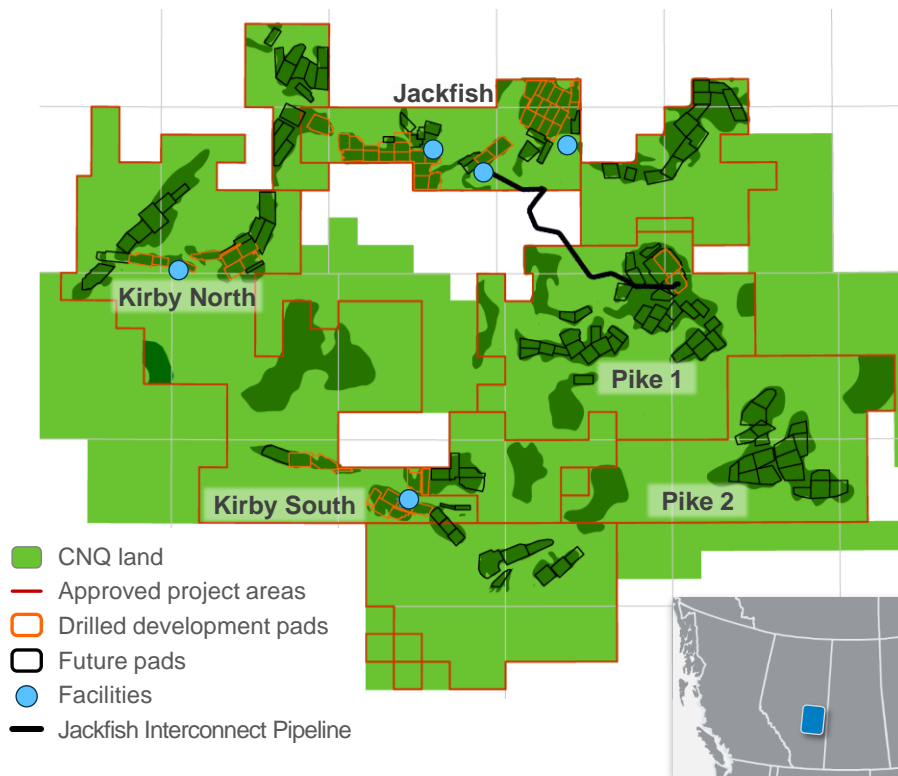 Jackfish
Kirby North
Pike 1
Kirby South
Pike 2
CNQ land
Approved project areas
Drilled development pads
Future pads
Facilities
Jackfish Interconnect Pipeline